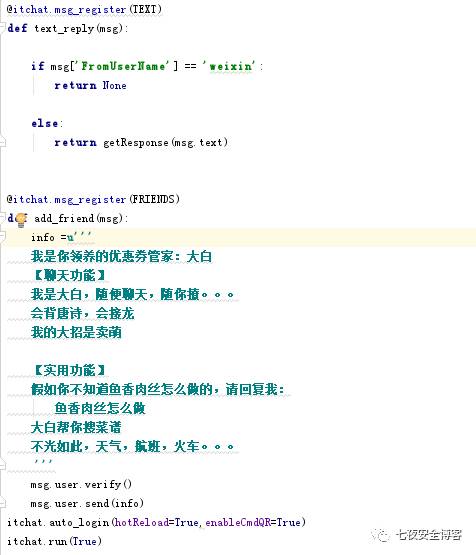 @itchat.msg_register(TEXT)
def text_reply(msg):
if msg['FromUserName'] == 'weixin':
return None
else:
return getResponse(msg.text)
@itchat.msg_register(FRIENDS)
def add_friend(msg):
info =u'''
我是你领养的优惠券管家：大白
【聊天功能】
我是大白，随便聊天，随你撩。。。
会背唐诗，会接龙
我的大招是卖萌
【实用功能】
假如你不知道鱼香肉丝怎么做的，请回复我：
鱼香肉丝怎么做
大白帮你搜菜谱
不光如此，天气，航班，火车。。。
'''
msg.user.verify()
msg.user.send(info)
itchat.auto_login(hotReload=True,enableCmdQR=True)
itchat.run(True)
七夜安全博客